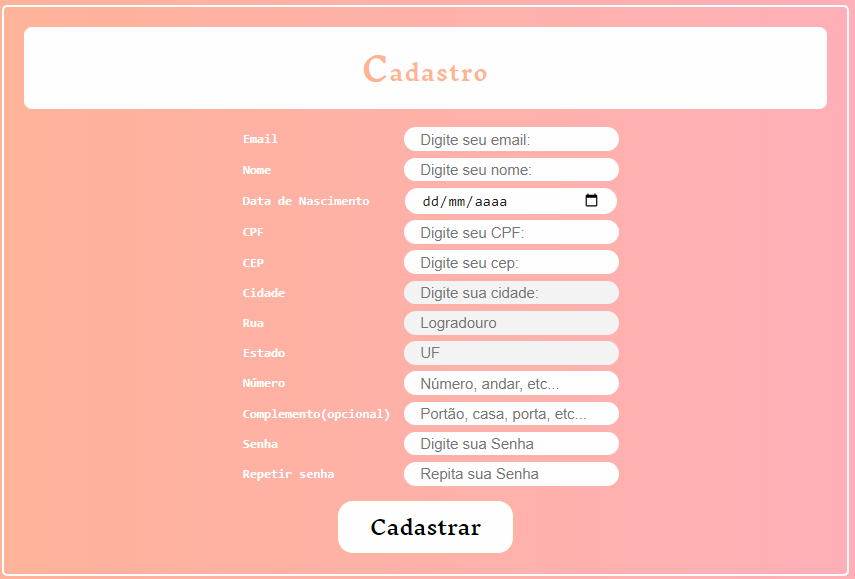 Cadastro
Email Digite seu email:
Nome Digite seu nome:
Data de Nascimento dd/mm/aaaa
CPF Digite seu CPF:
CEP Digite seu cep:
Cidade Digite sua cidade:
Rua Logradouro
Estado UF
Número Número, andar, etc...
Complemento(opcional) Portão, casa, porta, etc...
Senha Digite sua Senha
Repetir senha Repita sua Senha
Cadastrar